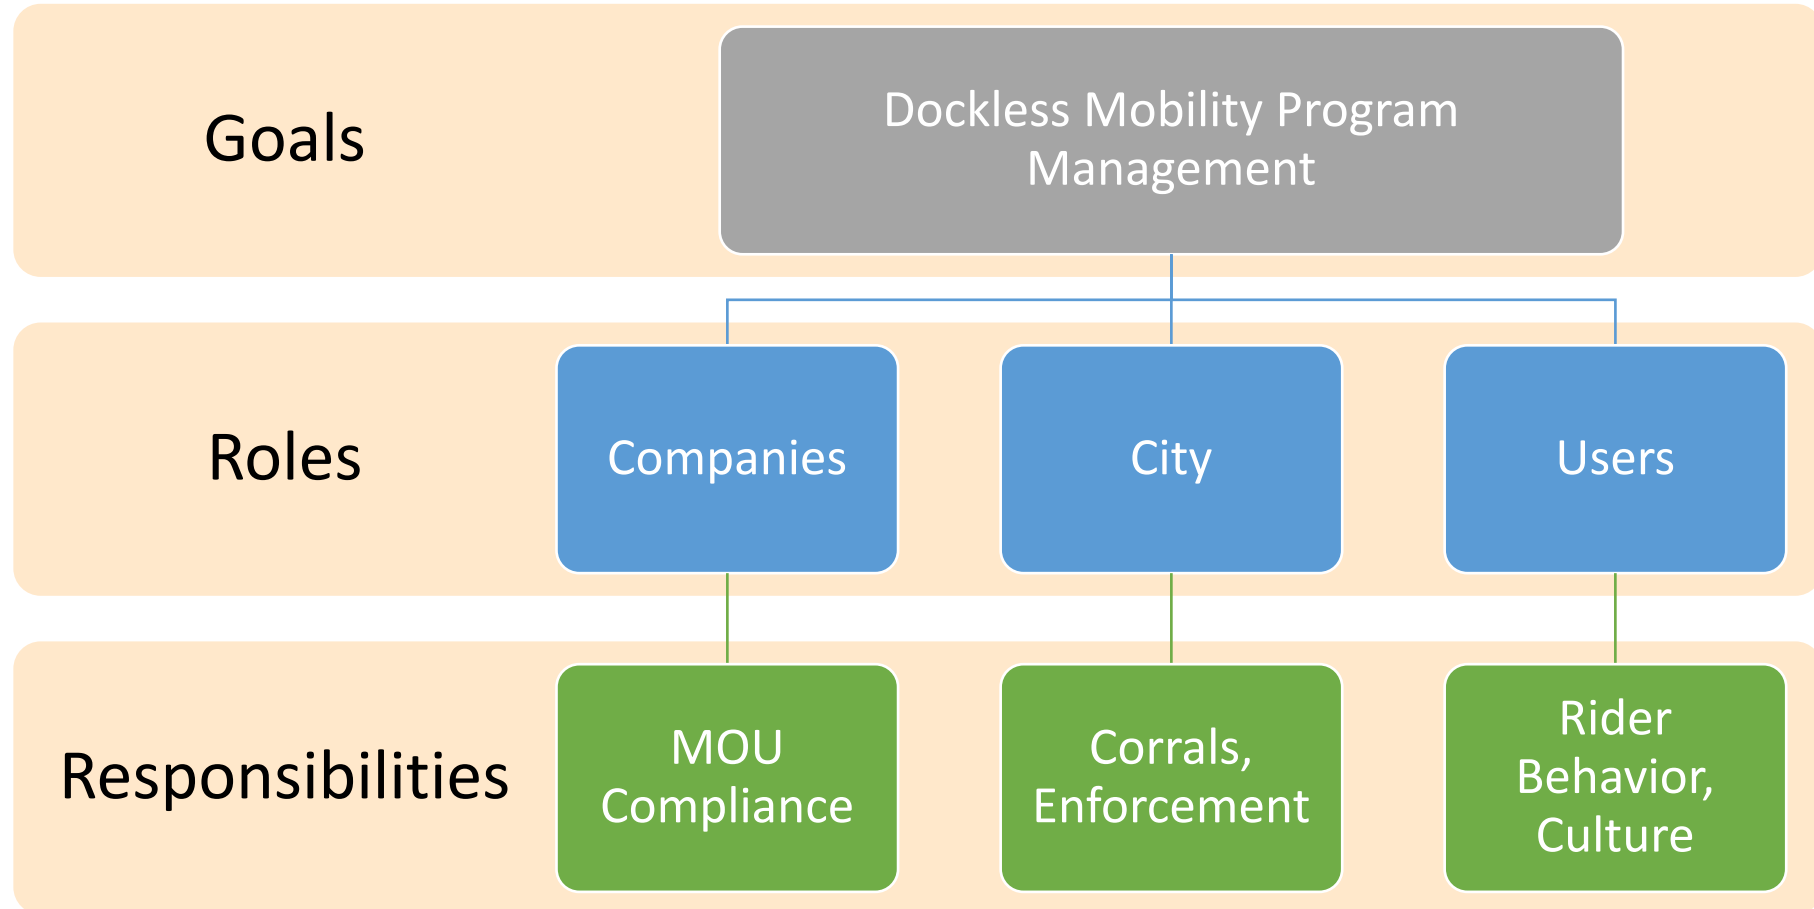 Goals
Dockless Mobility Program
Management
Roles
Companies
City
Users
Responsibilities
MOU
Compliance
Corrals,
Enforcement
Rider
Behavior,
Culture